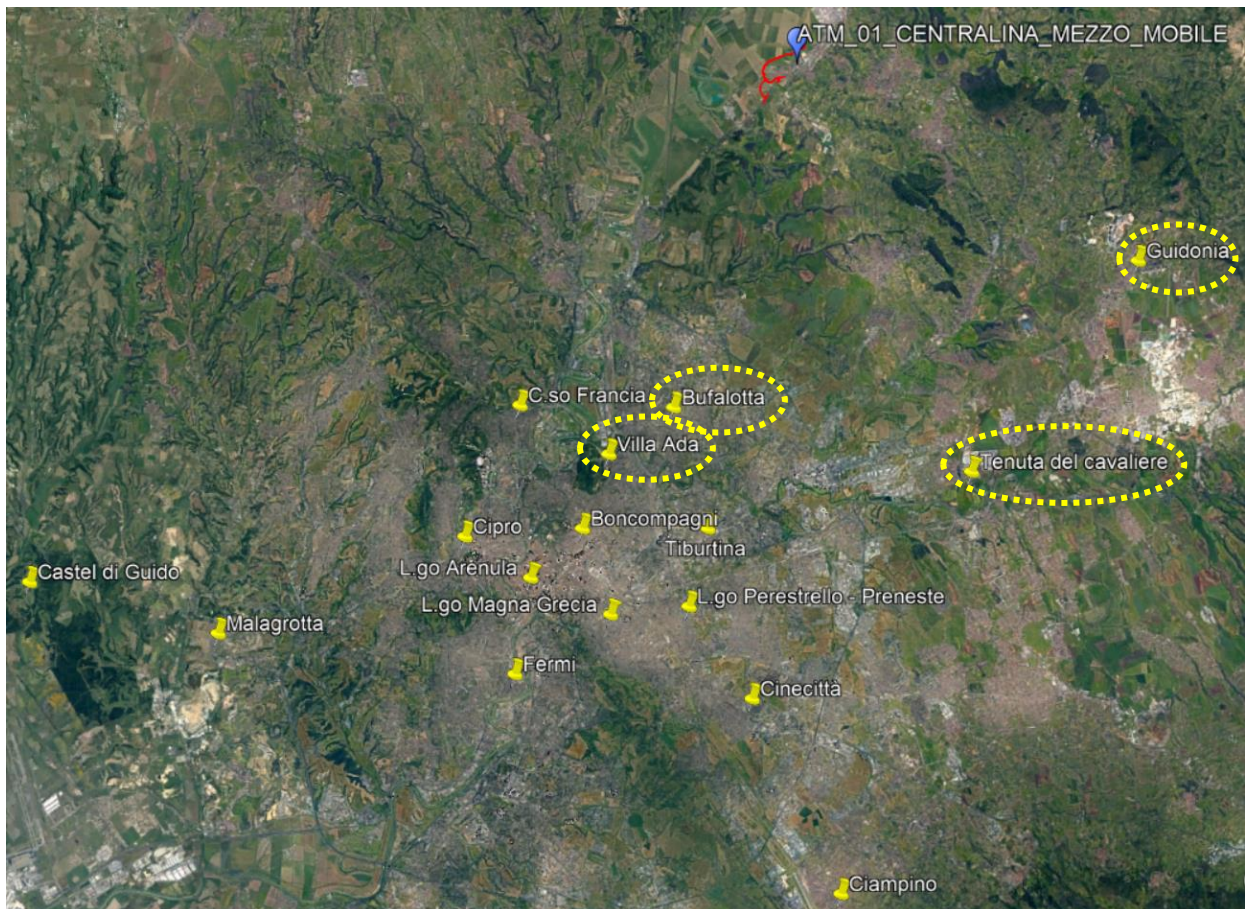 ATM_01_CENTRALINA_MEZZO_MOBILE
Guidonia
C.so Francia
Bufalotta
Villa Ada
Tenuta del cavaliere
Cipro
Boncompagni
Tiburtina
L.go Arenula
Castel di Guido
L.go Magna Grecia
L.go Perestrello - Preneste
Malagrotta
Fermi
Cinecittà
Ciampino